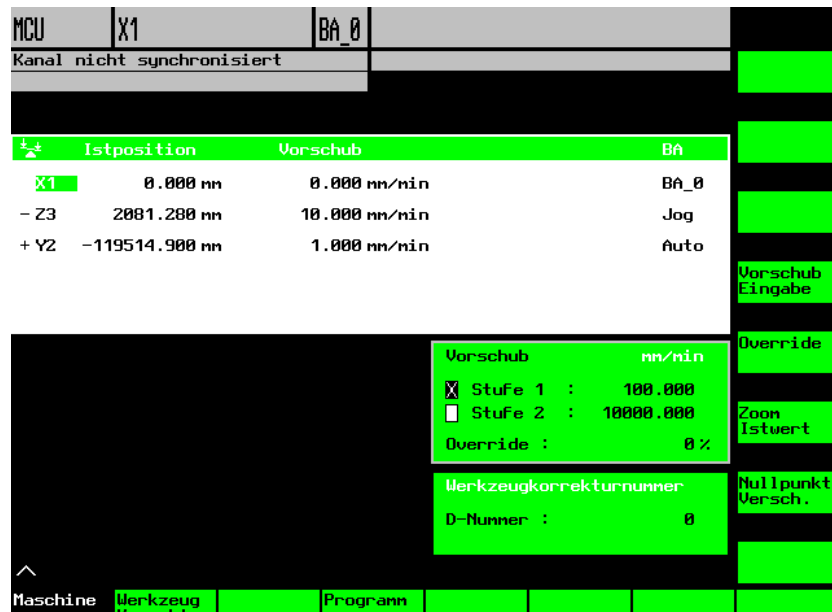 MCU X1 BA_0
Kanal nicht synchronisiert
Istposition Vorschub BA
X1 0.000 mm 0.000 mm/min BA_0
- Z3 2081.280 mm 10.000 mm/min Jog
+ Y2 -119514.900 mm 1.000 mm/min Auto
Vorschub
Eingabe
Vorschub mm/min
X Stufe 1 : 100.000
Stufe 2 : 10000.000
Override : 0 %
Override
Zoom
Istwert
Werkzeugkorrekturnummer
D-Nummer : 0
Nullpunkt
Versch.
Maschine Werkzeug Programm